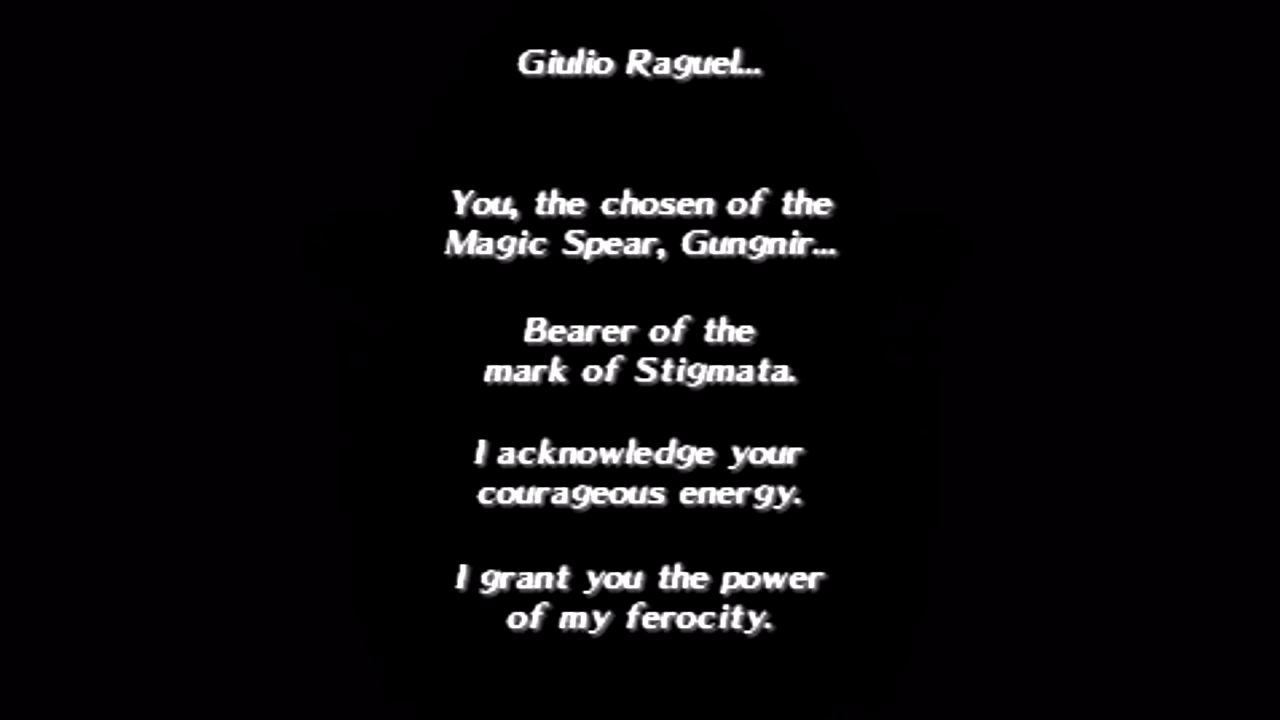 Giulio Raguel...
You, the chosen of the
Magic Spear, Gungnir...
Bearer of the
mark of Stigmata.
I acknowledge your
courageous energy.
I grant you the power
of my ferocity.